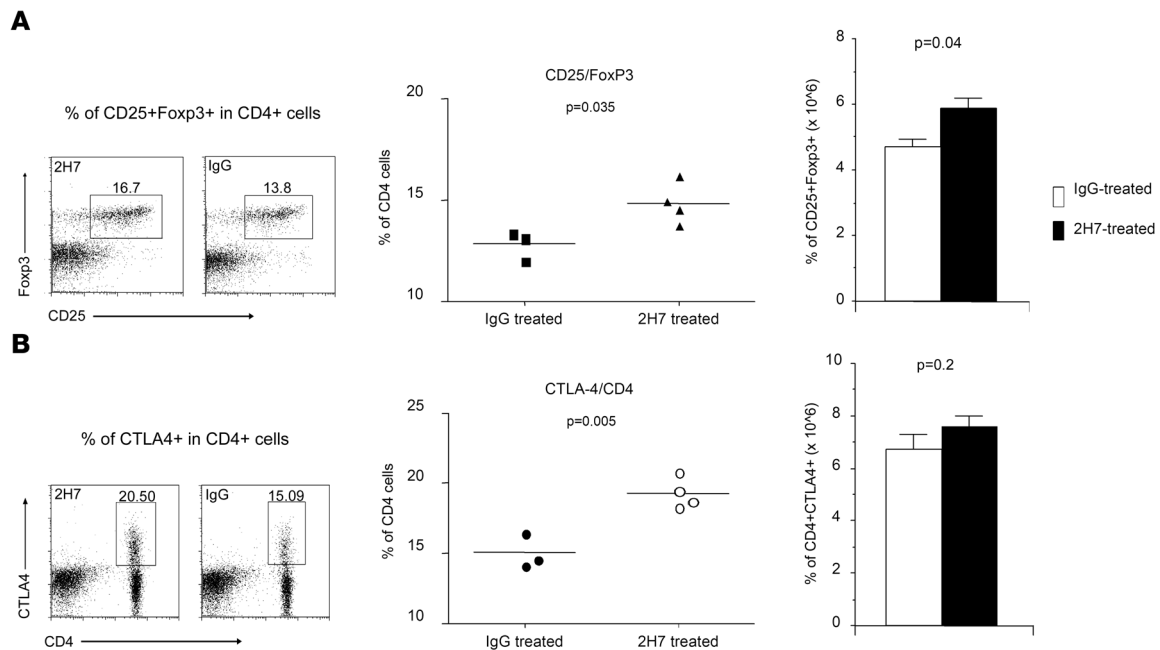 A
% of CD25+Foxp3+ in CD4+ cells
2H7
16.7
IgG
13.8
Foxp3
CD25
CD25/FoxP3
p=0.035
20
15
10
% of CD4 cells
IgG treated
2H7 treated
p=0.04
8
6
4
2
0
% of CD25+Foxp3+ (x 10^6)
IgG-treated
2H7-treated
B
% of CTLA4+ in CD4+ cells
2H7
20.50
IgG
15.09
CTLA4
CD4
CTLA-4/CD4
p=0.005
25
20
15
10
% of CD4 cells
IgG treated
2H7 treated
p=0.2
10
8
6
4
2
0
% of CD4+CTLA4+ (x 10^6)